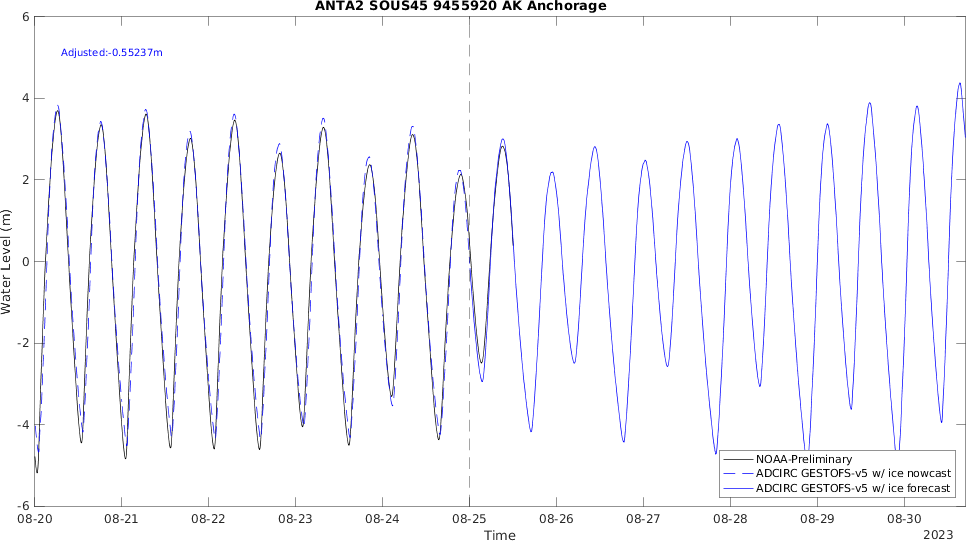 ANTA2 SOUS45 9455920 AK Anchorage
6
Adjusted:-0.55237m
4
2
0
-2
-4
-6
Water Level (m)
NOAA-Preliminary
ADCIRC GESTOFS-v5 w/ ice nowcast
ADCIRC GESTOFS-v5 w/ ice forecast
08-20 08-21 08-22 08-23 08-24 08-25 08-26 08-27 08-28 08-29 08-30
Time
2023